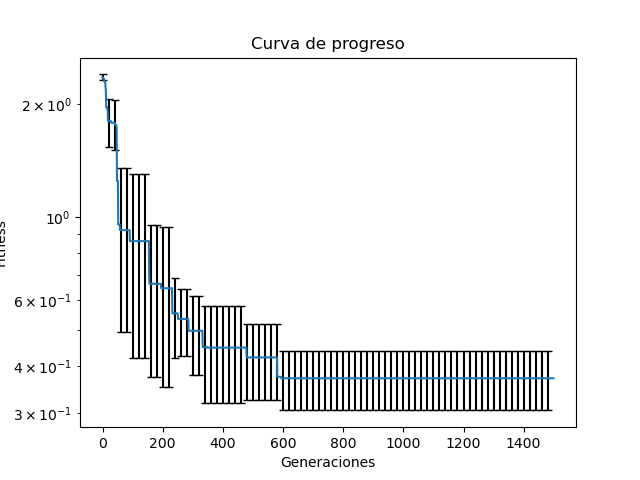 Curva de progreso
2 × 10⁰
10⁰
6 × 10⁻¹
4 × 10⁻¹
3 × 10⁻¹
0 200 400 600 800 1000 1200 1400
Generaciones